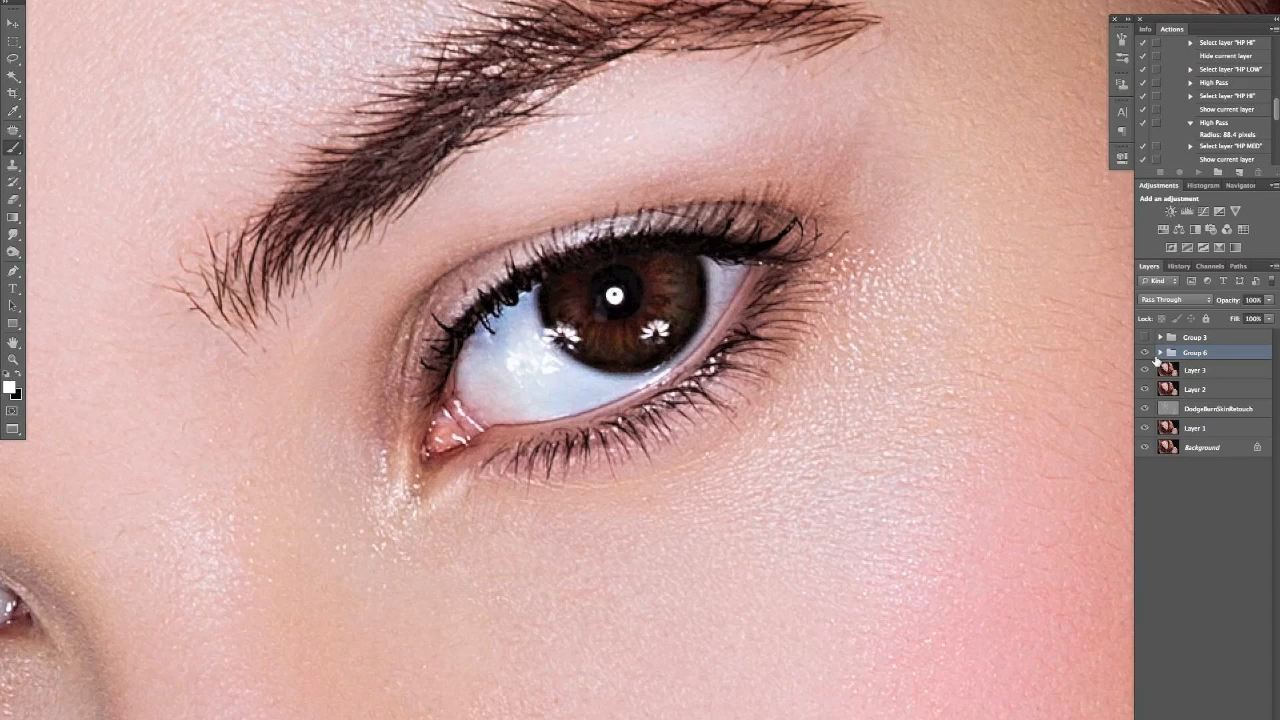 Info Actions
Select layer "HP HI"
Hide current layer
Select layer "HP LOW"
High Pass
Select layer "HP HI"
Show current layer
High Pass
Radius: 88.4 pixels
Select layer "HP MED"
Show current layer
Adjustments Histogram Navigator
Add an adjustment
Layers History Channels Paths
Kind
Pass Through Opacity: 100%
Lock: Fill: 100%
Group 3
Group 6
Layer 3
Layer 2
DodgeBurnSkinRetouch
Layer 1
Background